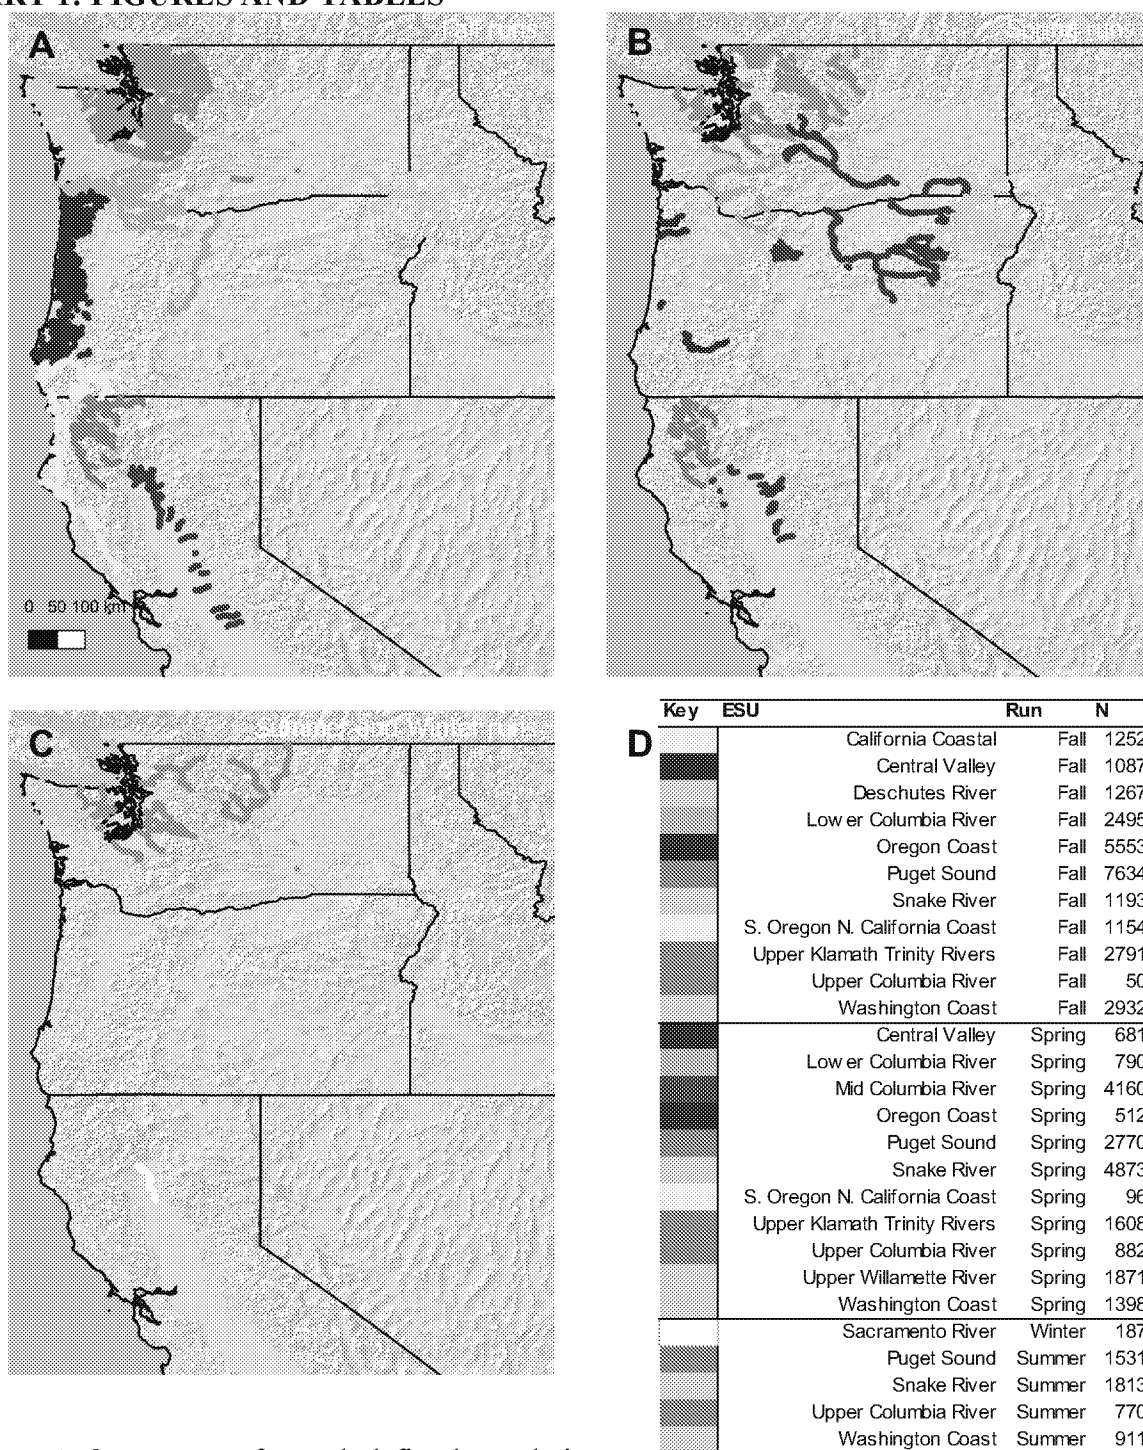 FIGURES AND TABLES
A
B
0 50 100 km
C
D
Key ESU Run N
California Coastal Fall 1252
Central Valley Fall 1087
Deschutes River Fall 1267
Lower Columbia River Fall 2495
Oregon Coast Fall 5553
Puget Sound Fall 7634
Snake River Fall 1193
S. Oregon N. California Coast Fall 1154
Upper Klamath Trinity Rivers Fall 2791
Upper Columbia River Fall 50
Washington Coast Fall 2932
Central Valley Spring 681
Lower Columbia River Spring 790
Mid Columbia River Spring 4160
Oregon Coast Spring 512
Puget Sound Spring 2770
Snake River Spring 4873
S. Oregon N. California Coast Spring 96
Upper Klamath Trinity Rivers Spring 1608
Upper Columbia River Spring 882
Upper Willamette River Spring 1871
Washington Coast Spring 1398
Sacramento River Winter 187
Puget Sound Summer 1531
Snake River Summer 1813
Upper Columbia River Summer 770
Washington Coast Summer 911